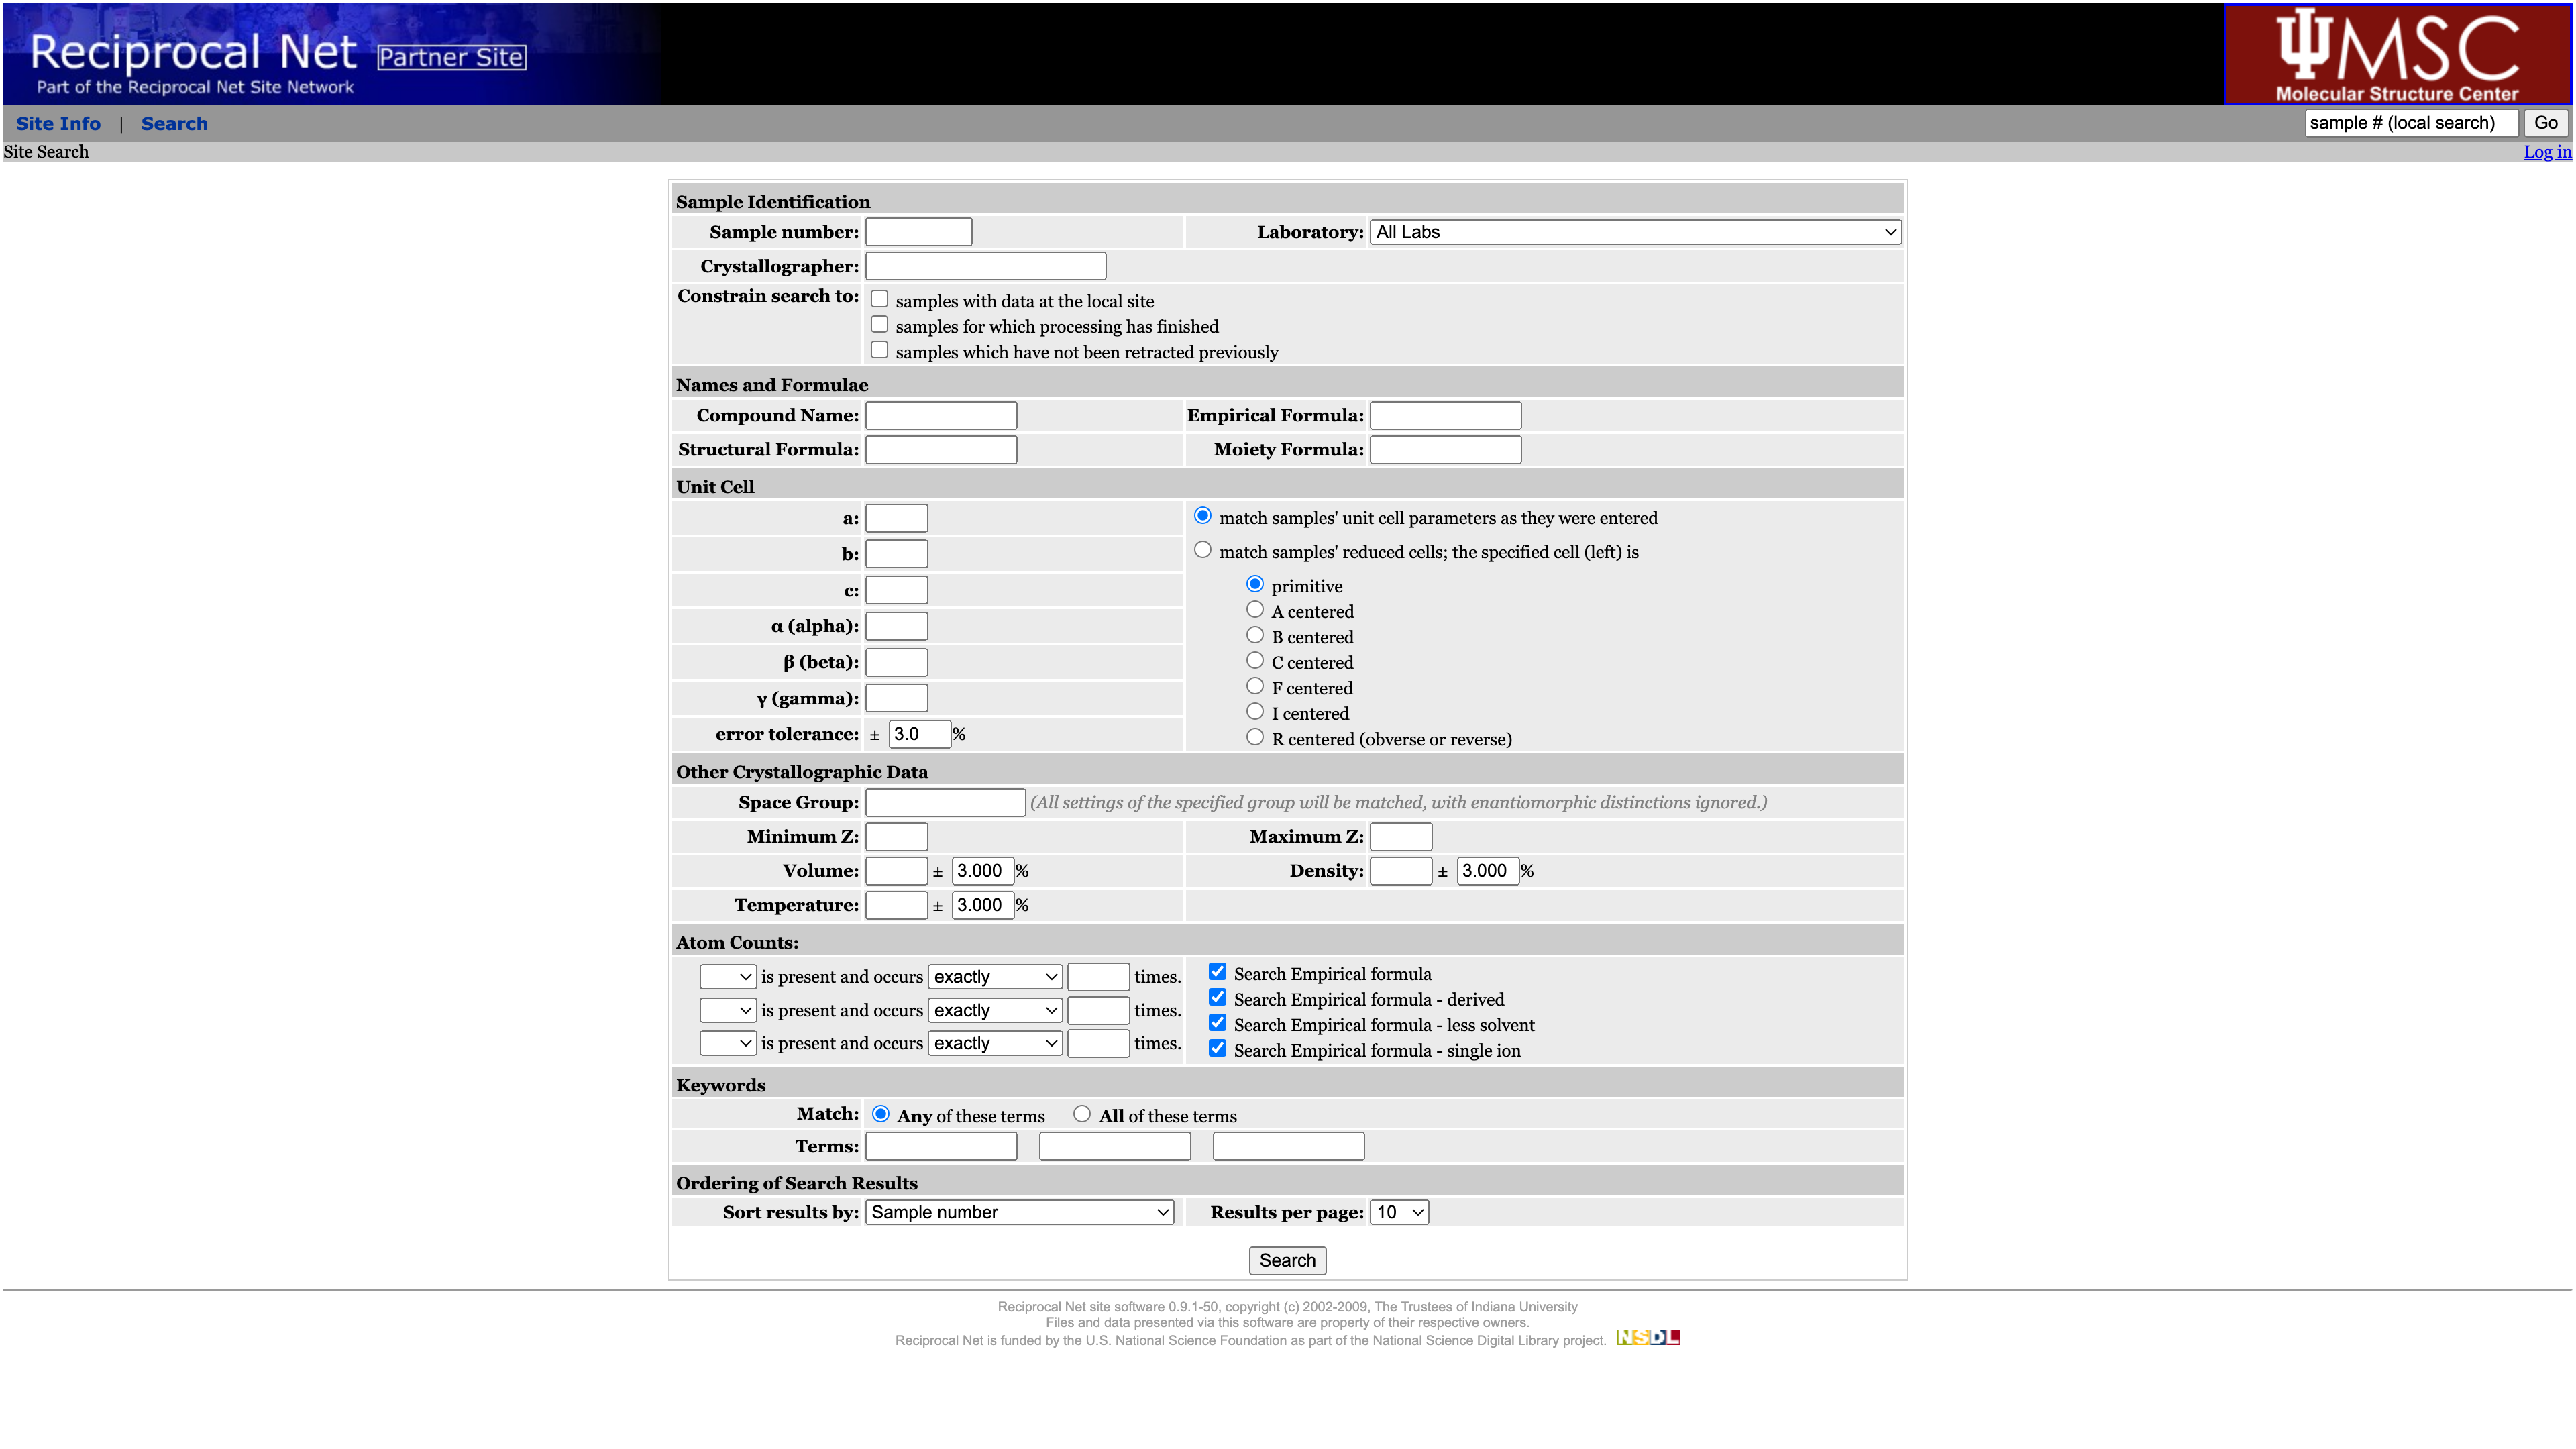 Reciprocal Net Partner Site
Part of the Reciprocal Net Site Network
MSC
Molecular Structure Center
Site Info | Search
sample # (local search) Go
Site Search Log in
Sample Identification
Sample number: Laboratory: All Labs
Crystallographer:
Constrain search to: samples with data at the local site
samples for which processing has finished
samples which have not been retracted previously
Names and Formulae
Compound Name: Empirical Formula:
Structural Formula: Moiety Formula:
Unit Cell
a: match samples' unit cell parameters as they were entered
b: match samples' reduced cells; the specified cell (left) is
c: primitive
A centered
α (alpha): B centered
β (beta): C centered
F centered
γ (gamma): I centered
error tolerance: ± 3.0 % R centered (obverse or reverse)
Other Crystallographic Data
Space Group: (All settings of the specified group will be matched, with enantiomorphic distinctions ignored.)
Minimum Z: Maximum Z:
Volume: ± 3.000 % Density: ± 3.000 %
Temperature: ± 3.000 %
Atom Counts:
is present and occurs exactly times. Search Empirical formula
Search Empirical formula - derived
is present and occurs exactly times. Search Empirical formula - less solvent
is present and occurs exactly times. Search Empirical formula - single ion
Keywords
Match: Any of these terms All of these terms
Terms:
Ordering of Search Results
Sort results by: Sample number Results per page: 10
Search
Reciprocal Net site software 0.9.1-50, copyright (c) 2002-2009, The Trustees of Indiana University
Files and data presented via this software are property of their respective owners.
Reciprocal Net is funded by the U.S. National Science Foundation as part of the National Science Digital Library project. NSDL